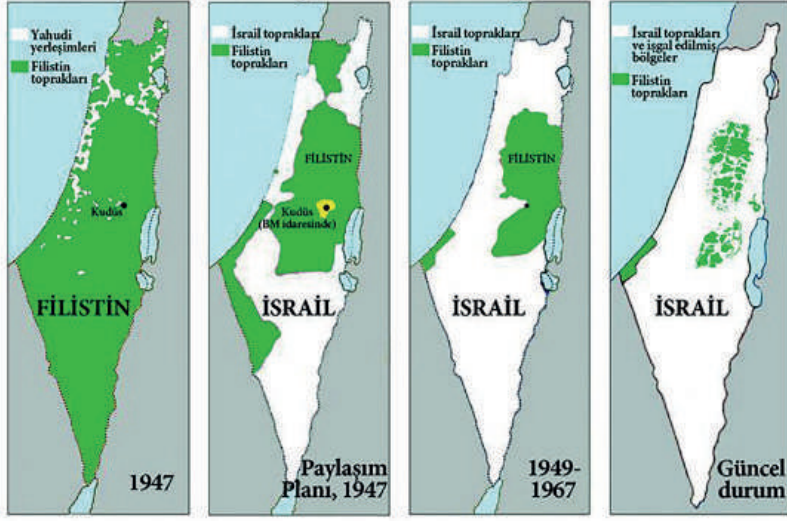 Yahudi
yerleşimleri
Filistin
toprakları
Kudüs
FİLİSTİN
1947
İsrail toprakları
Filistin
toprakları
FİLİSTİN
Kudüs
(BM idaresinde)
İSRAİL
Paylaşım
Planı, 1947
İsrail toprakları
Filistin
toprakları
FİLİSTİN
İSRAİL
1949-
1967
İsrail toprakları
ve işgal edilmiş
bölgeler
Filistin
toprakları
İSRAİL
Güncel
durum